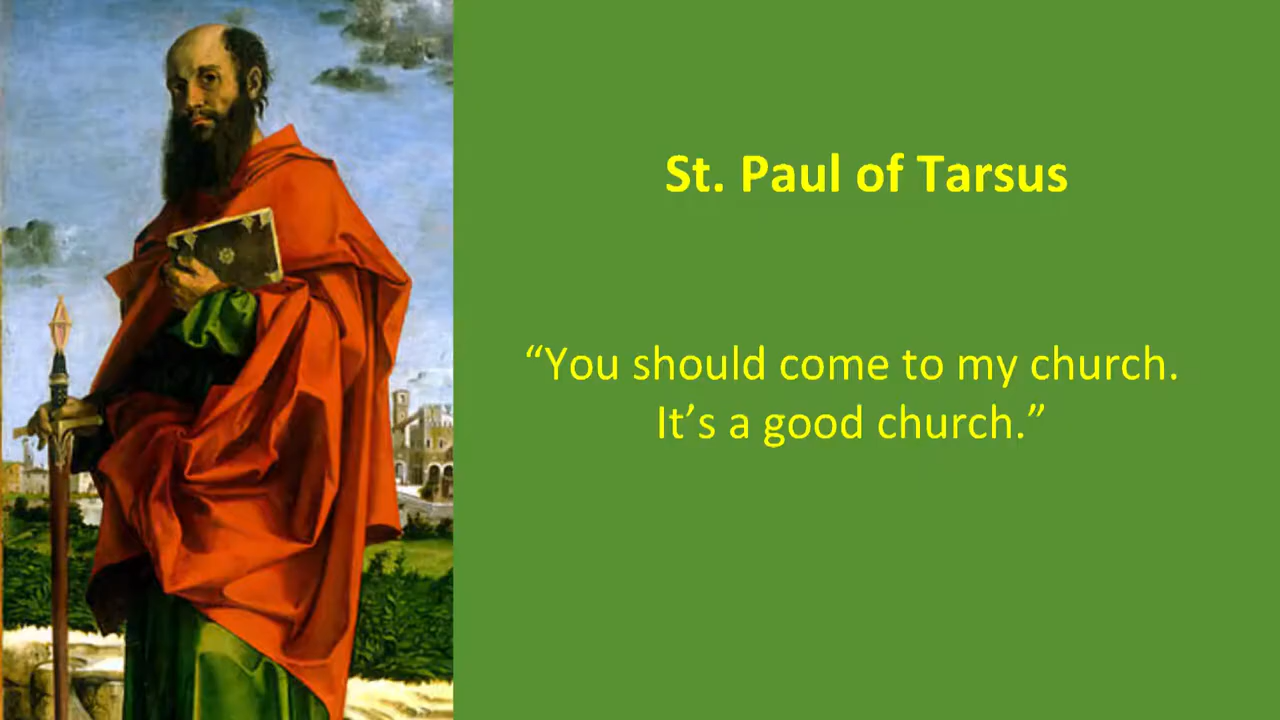 St. Paul of Tarsus
“You should come to my church.
It’s a good church.”